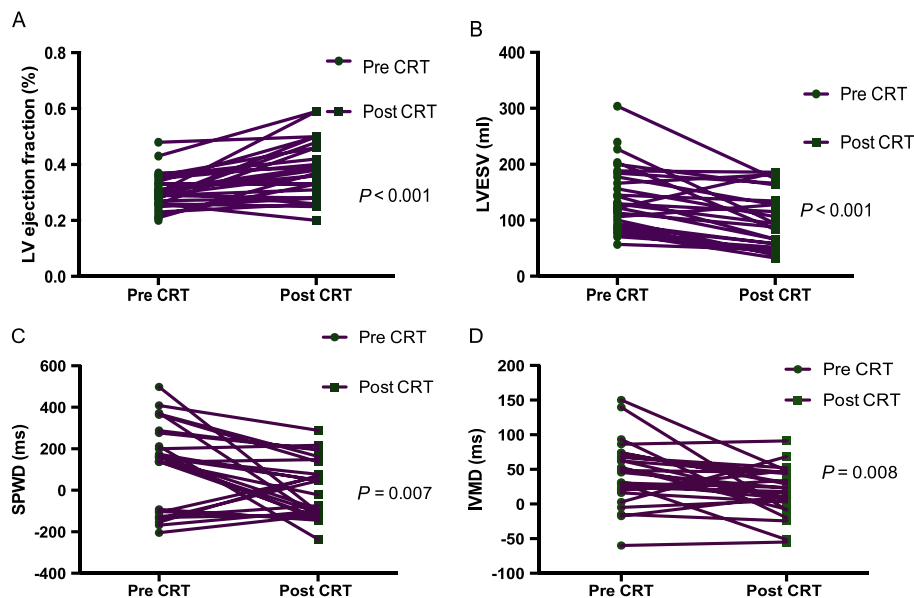 A
LV ejection fraction (%)
0.8
0.6
0.4
0.2
0.0
Pre CRT
Post CRT
Pre CRT
Post CRT
P < 0.001
B
LVESV (ml)
400
300
200
100
0
Pre CRT
Post CRT
Pre CRT
Post CRT
P < 0.001
C
SPWD (ms)
600
400
200
0
-200
-400
Pre CRT
Post CRT
Pre CRT
Post CRT
P = 0.007
D
IVMD (ms)
200
150
100
50
0
-50
-100
Pre CRT
Post CRT
Pre CRT
Post CRT
P = 0.008